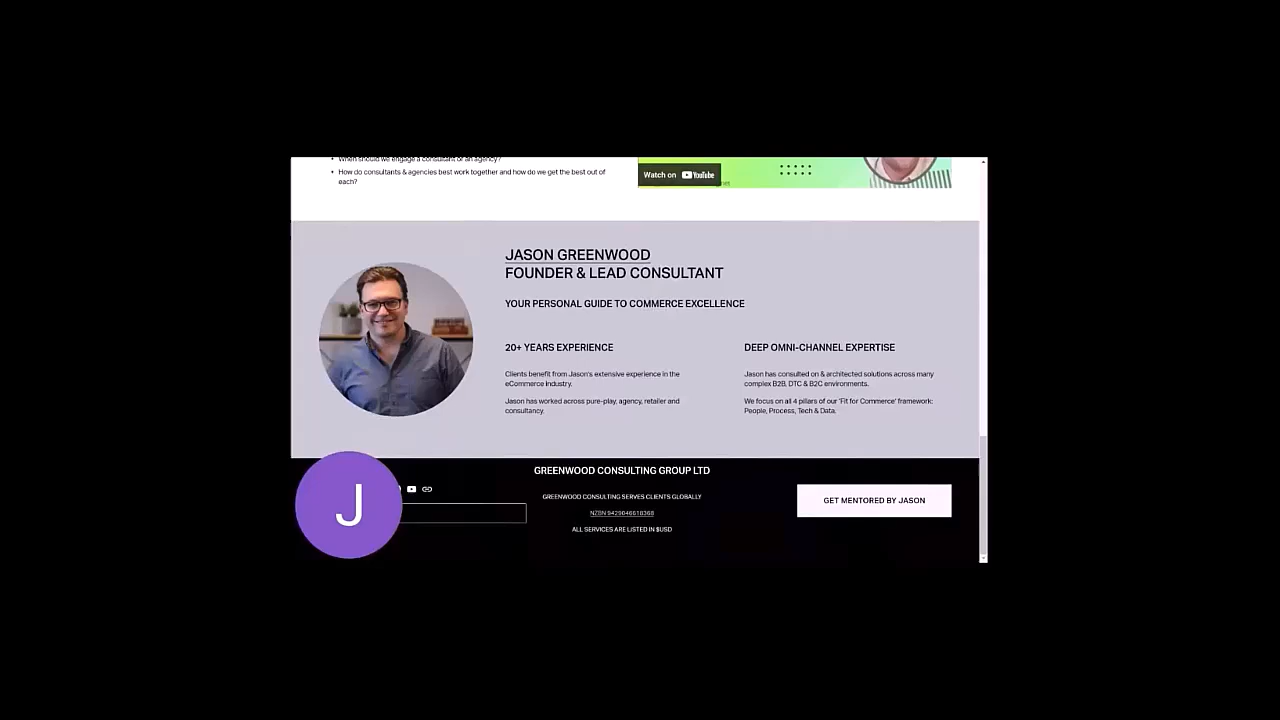 • When should we engage a consultant or an agency?
• How do consultants & agencies best work together and how do we get the best out of
each?
Watch on YouTube
JASON GREENWOOD
FOUNDER & LEAD CONSULTANT
YOUR PERSONAL GUIDE TO COMMERCE EXCELLENCE
20+ YEARS EXPERIENCE
Clients benefit from Jason's extensive experience in the
eCommerce industry.
Jason has worked across pure-play, agency, retailer and
consultancy.
DEEP OMNI-CHANNEL EXPERTISE
Jason has consulted on & architected solutions across many
complex B2B, DTC & B2C environments.
We focus on all 4 pillars of our 'Fit for Commerce' framework:
People, Process, Tech & Data.
J
GREENWOOD CONSULTING GROUP LTD
GREENWOOD CONSULTING SERVES CLIENTS GLOBALLY
NZBN 9429046618368
ALL SERVICES ARE LISTED IN $USD
GET MENTORED BY JASON